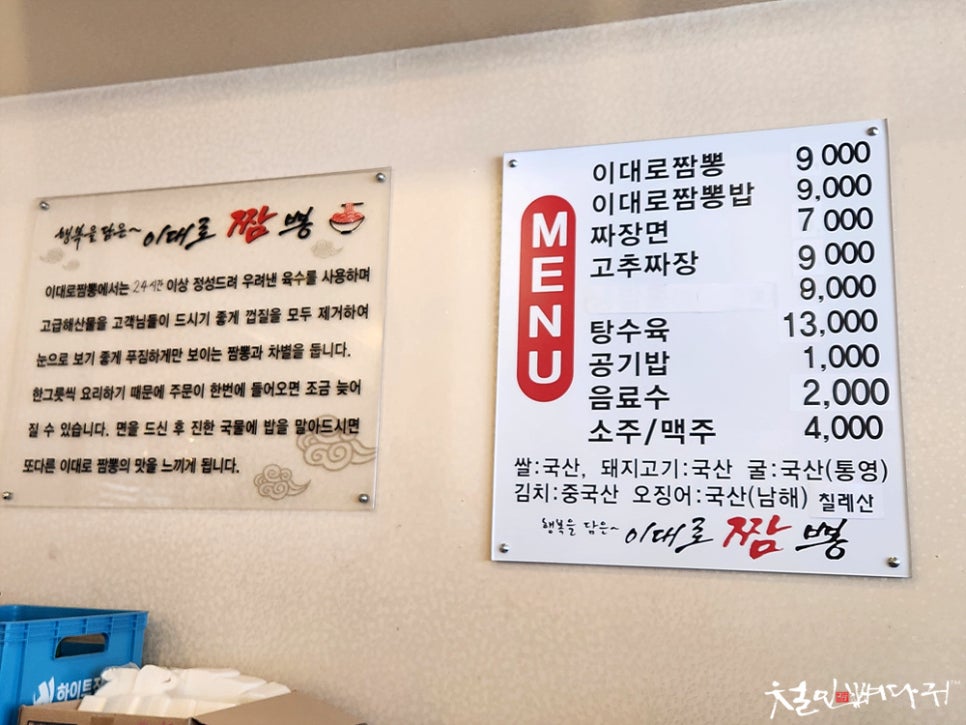 행복을 담은~ 이대로 짬뽕
이대로짬뽕에서는 24시간 이상 정성드려 우려낸 육수를 사용하며
고급해산물을 고객님들이 드시기 좋게 껍질을 모두 제거하여
눈으로 보기 좋게 푸짐하게만 보이는 짬뽕과 차별을 둡니다.
한그릇씩 요리하기 때문에 주문이 한번에 들어오면 조금 늦어
질 수 있습니다. 면을 드신 후 진한 국물에 밥을 말아드시면
또다른 이대로 짬뽕의 맛을 느끼게 됩니다.
MENU
이대로짬뽕 9 000
이대로짬뽕밥 9,000
짜장면 7 000
고추짜장 9 000
9,000
탕수육 13,000
공기밥 1,000
음료수 2,000
소주/맥주 4,000
쌀:국산, 돼지고기:국산 굴:국산(통영)
김치:중국산 오징어:국산(남해) 칠레산
행복을 담은~ 이대로 짬뽕
하이트
철인뼈다귀